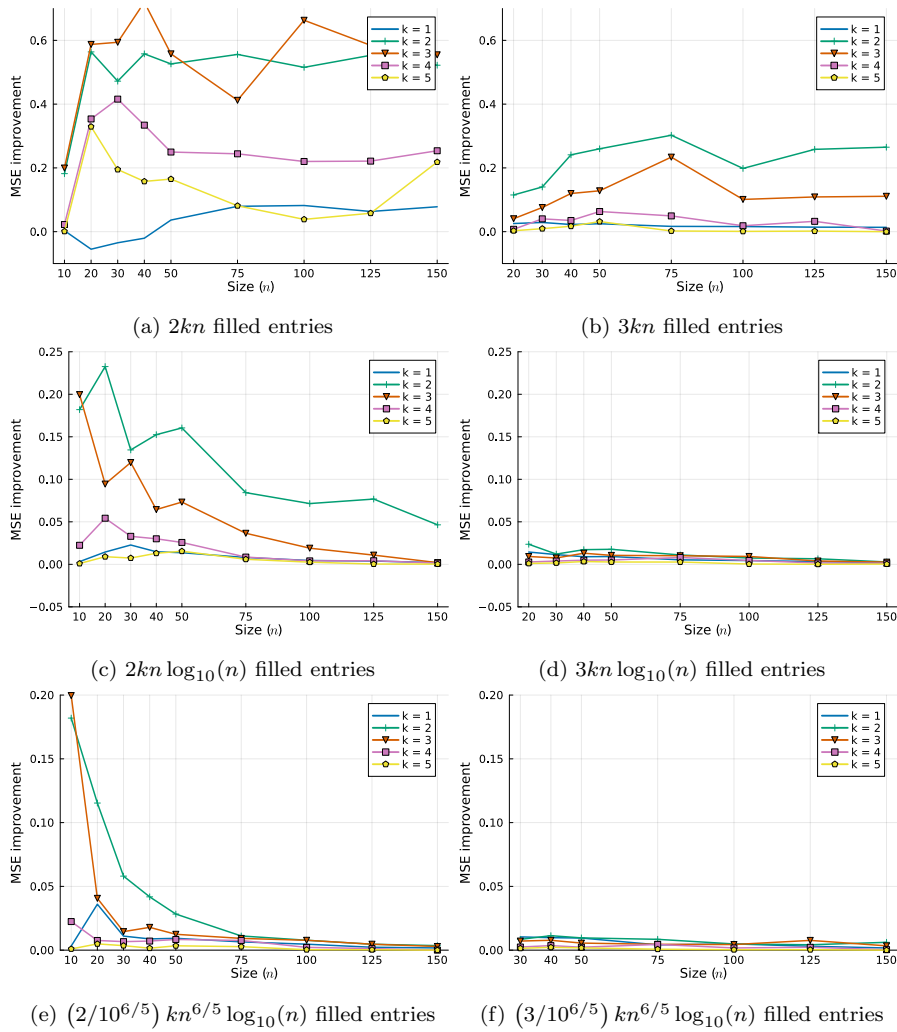 MSE improvement
0.6
0.4
0.2
0.0
k = 1
k = 2
k = 3
k = 4
k = 5
10 20 30 40 50 75 100 125 150
Size (n)
(a) 2kn filled entries
MSE improvement
0.6
0.4
0.2
0.0
k = 1
k = 2
k = 3
k = 4
k = 5
20 30 40 50 75 100 125 150
Size (n)
(b) 3kn filled entries
MSE improvement
0.25
0.20
0.15
0.10
0.05
0.00
−0.05
k = 1
k = 2
k = 3
k = 4
k = 5
10 20 30 40 50 75 100 125 150
Size (n)
(c) 2kn log₁₀(n) filled entries
MSE improvement
0.25
0.20
0.15
0.10
0.05
0.00
−0.05
k = 1
k = 2
k = 3
k = 4
k = 5
20 30 40 50 75 100 125 150
Size (n)
(d) 3kn log₁₀(n) filled entries
MSE improvement
0.20
0.15
0.10
0.05
0.00
k = 1
k = 2
k = 3
k = 4
k = 5
10 20 30 40 50 75 100 125 150
Size (n)
(e) (2/10^{6/5}) kn^{6/5} log₁₀(n) filled entries
MSE improvement
0.20
0.15
0.10
0.05
0.00
k = 1
k = 2
k = 3
k = 4
k = 5
30 40 50 75 100 125 150
Size (n)
(f) (3/10^{6/5}) kn^{6/5} log₁₀(n) filled entries